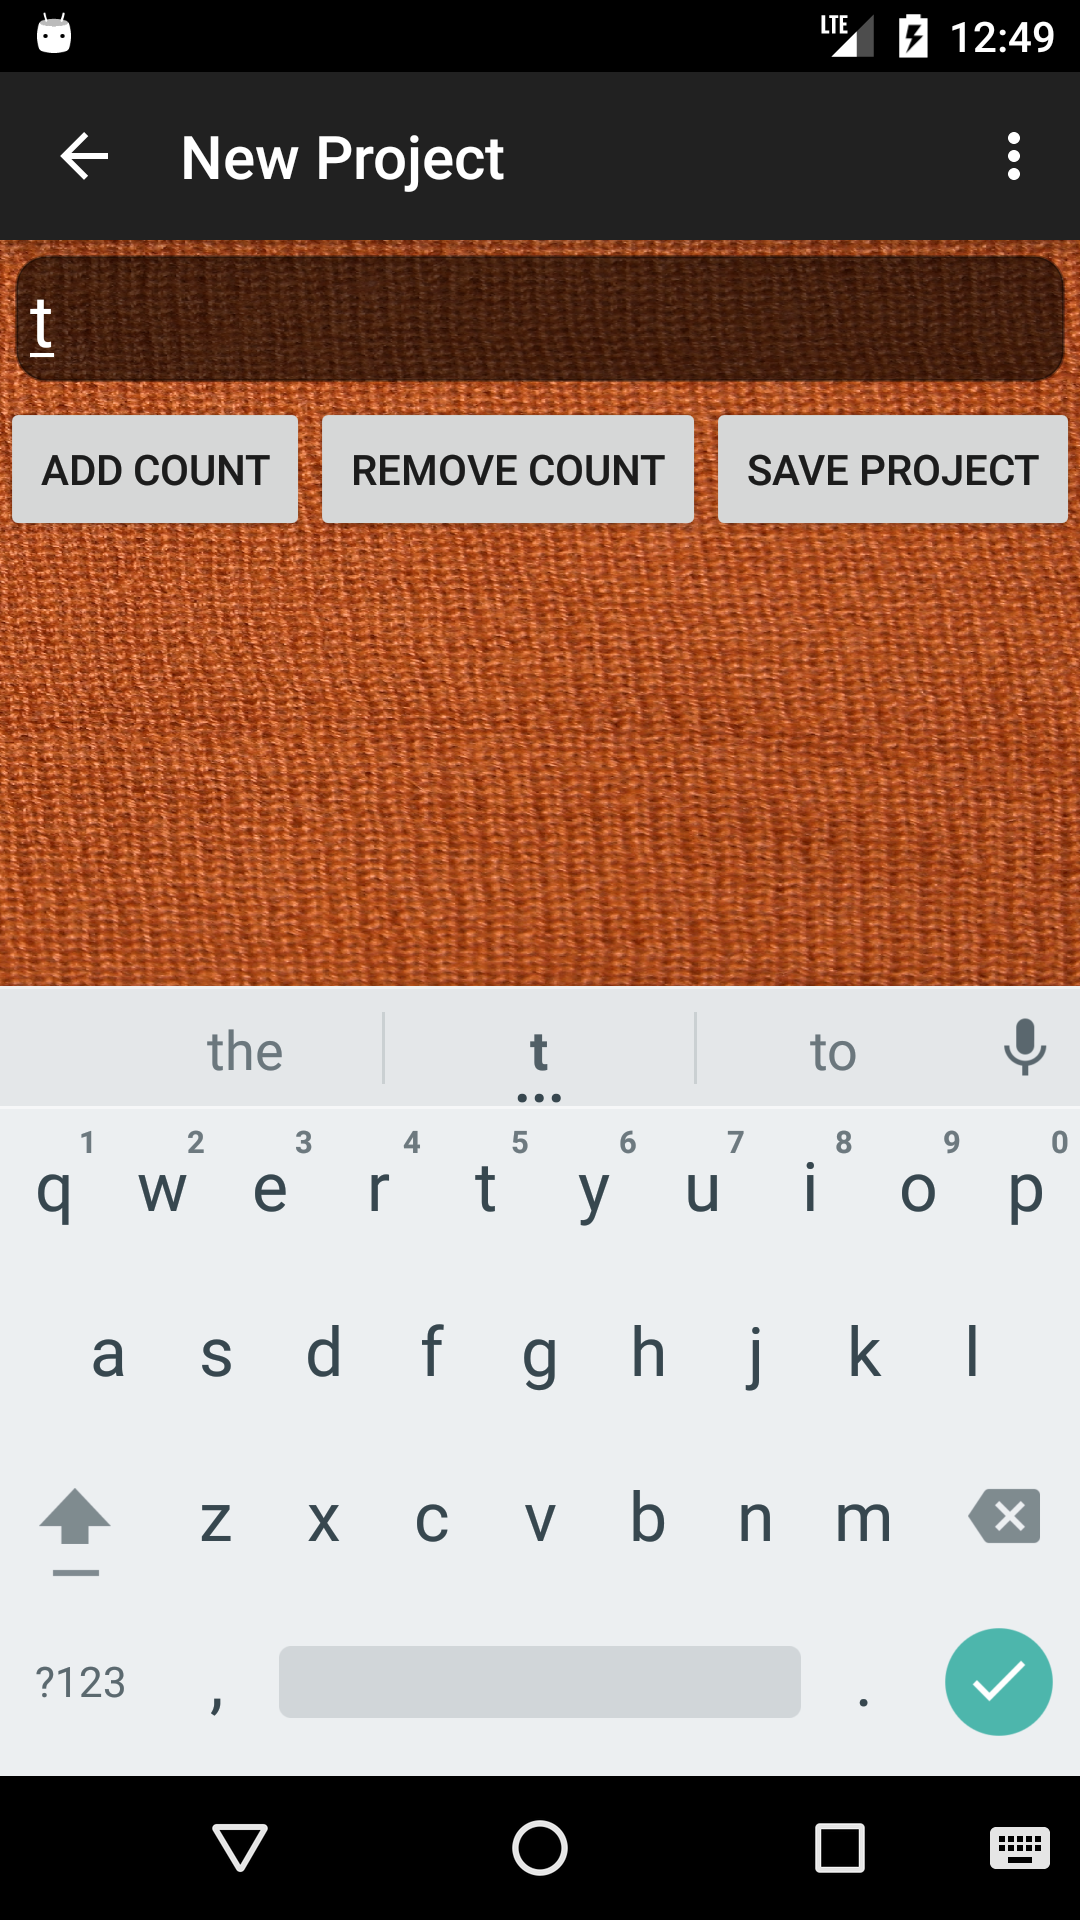 LTE 12:49
New Project
t
ADD COUNT REMOVE COUNT SAVE PROJECT
the t to
1 2 3 4 5 6 7 8 9 0
q w e r t y u i o p
a s d f g h j k l
z x c v b n m
?123 , .